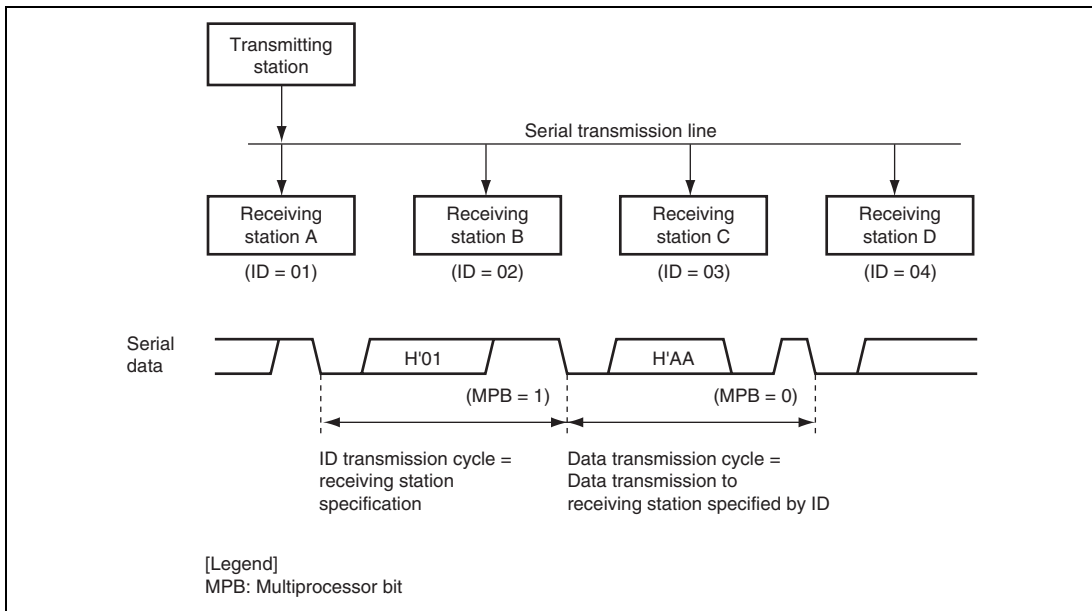 Transmitting
station
Serial transmission line
Receiving
station A
Receiving
station B
Receiving
station C
Receiving
station D
(ID = 01)
(ID = 02)
(ID = 03)
(ID = 04)
Serial
data
H'01
H'AA
(MPB = 1)
(MPB = 0)
ID transmission cycle =
receiving station
specification
Data transmission cycle =
Data transmission to
receiving station specified by ID
[Legend]
MPB: Multiprocessor bit